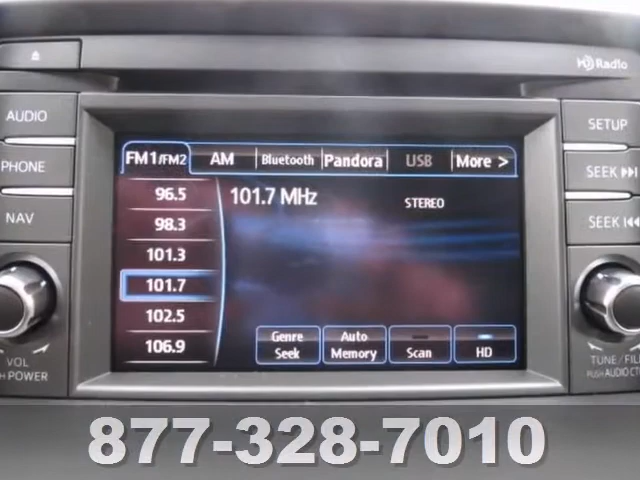 HD Radio
AUDIO
SETUP
FM1/FM2 AM Bluetooth Pandora USB More >
PHONE
SEEK
96.5
101.7 MHz
STEREO
NAV
SEEK
98.3
101.3
101.7
102.5
106.9
Genre Seek
Auto Memory
Scan
HD
VOL
POWER
TUNE/FILE
PUSH AUDIO
877-328-7010